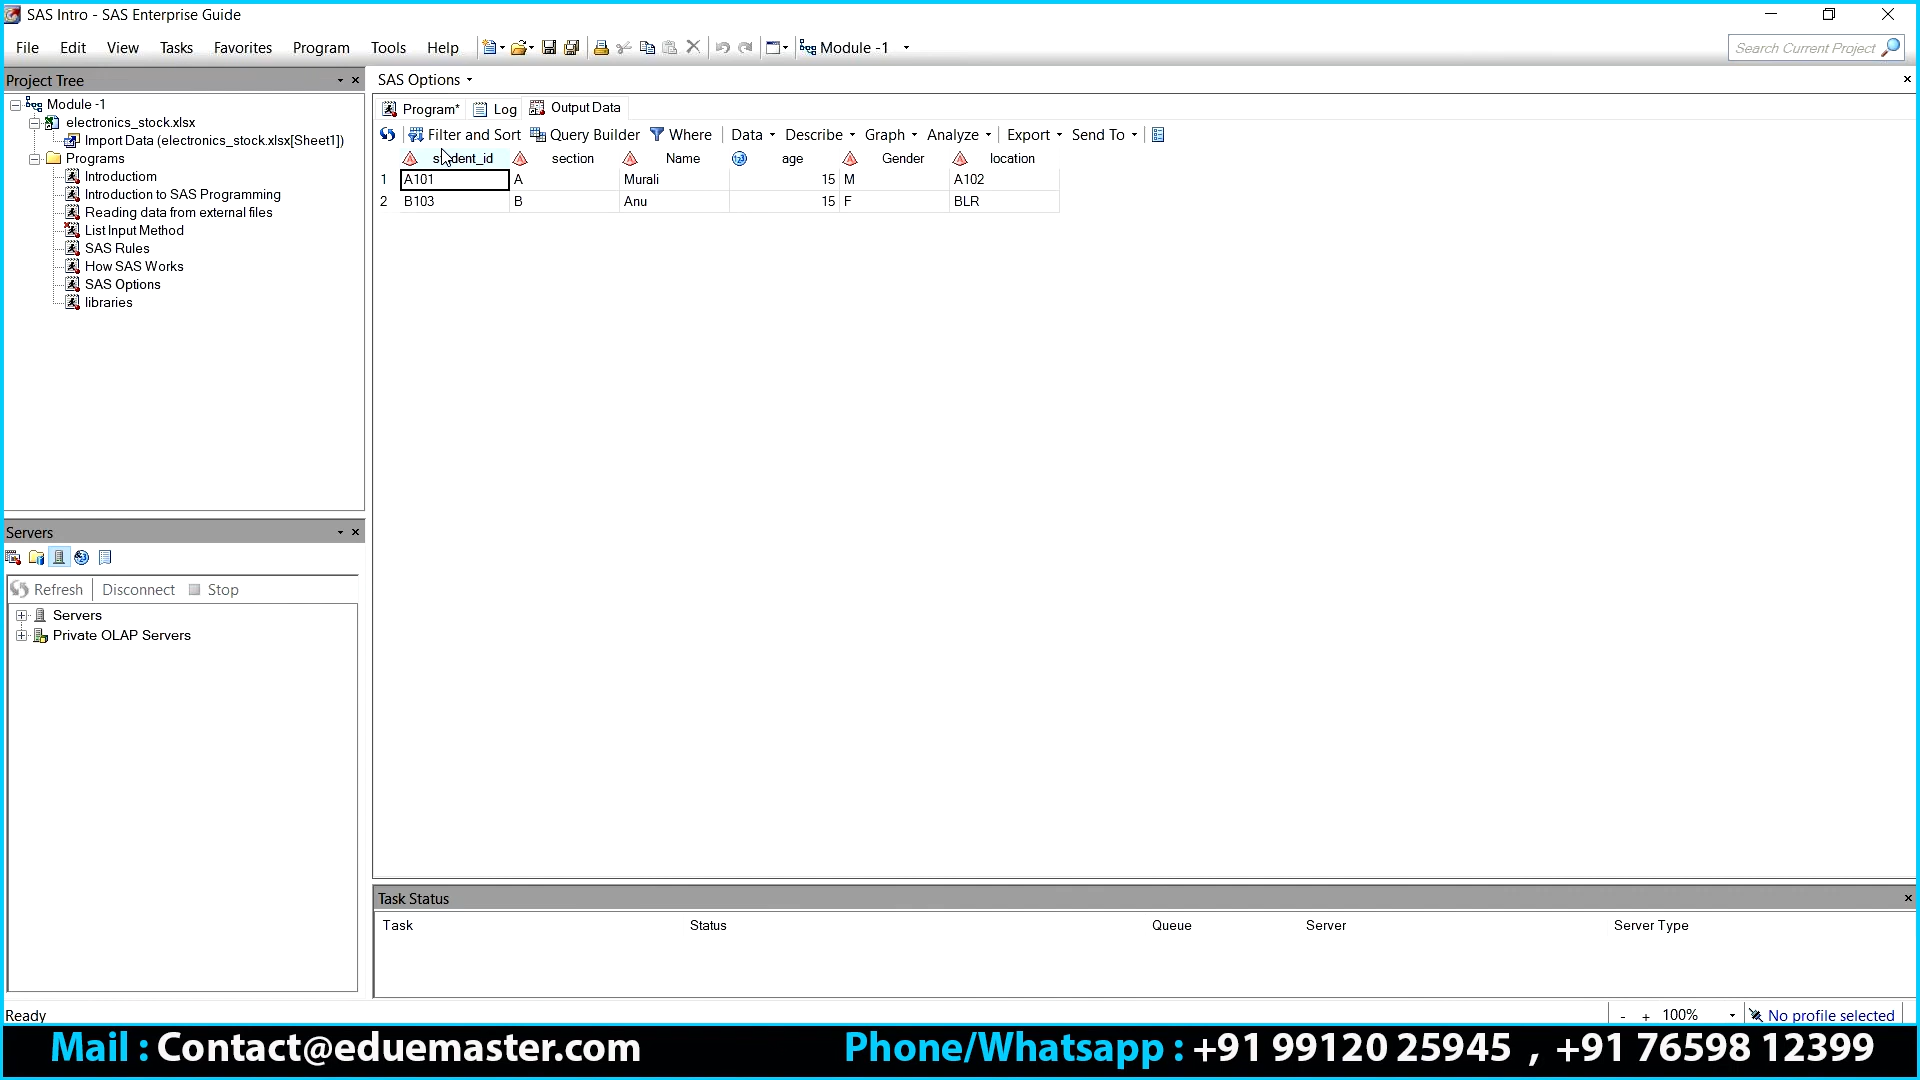 SAS Intro - SAS Enterprise Guide
File Edit View Tasks Favorites Program Tools Help Module -1 Search Current Project
Project Tree
Module -1
electronics_stock.xlsx
Import Data (electronics_stock.xlsx[Sheet1])
Programs
Introductiom
Introduction to SAS Programming
Reading data from external files
List Input Method
SAS Rules
How SAS Works
SAS Options
libraries
SAS Options
Program* Log Output Data
Filter and Sort Query Builder Where Data Describe Graph Analyze Export Send To
student_id section Name age Gender location
1 A101 A Murali 15 M A102
2 B103 B Anu 15 F BLR
Servers
Refresh Disconnect Stop
Servers
Private OLAP Servers
Task Status
Task Status Queue Server Server Type
Ready - + 100% No profile selected
Mail : Contact@eduemaster.com Phone/Whatsapp : +91 99120 25945 , +91 76598 12399